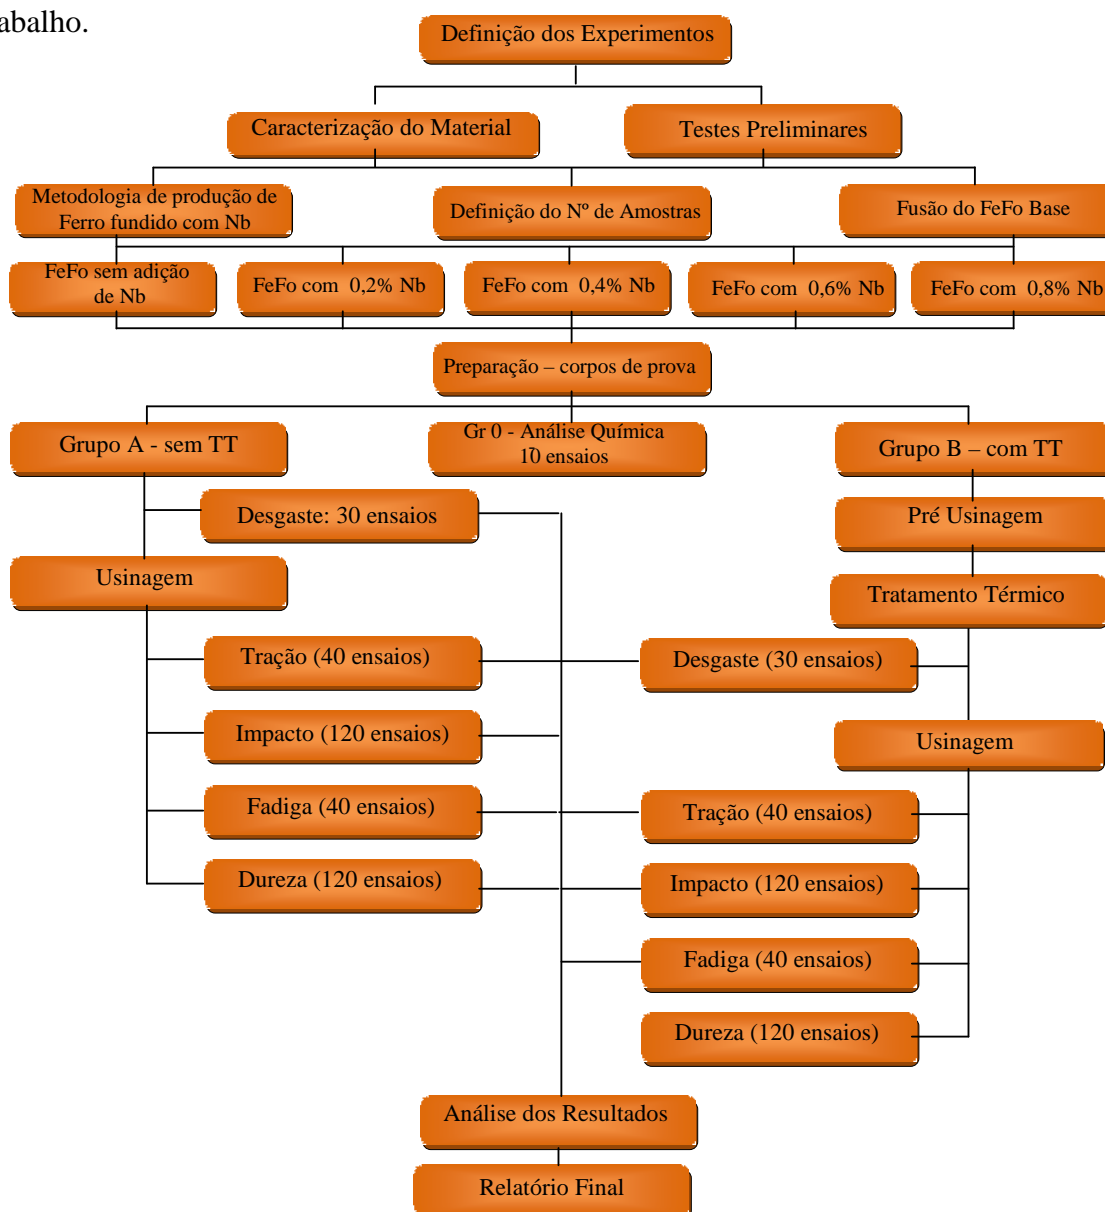 abalho.
Definição dos Experimentos
Caracterização do Material
Testes Preliminares
Metodologia de produção de
Ferro fundido com Nb
Definição do Nº de Amostras
Fusão do FeFo Base
FeFo sem adição
de Nb
FeFo com 0,2% Nb
FeFo com 0,4% Nb
FeFo com 0,6% Nb
FeFo com 0,8% Nb
Preparação – corpos de prova
Grupo A - sem TT
Gr 0 - Análise Química
10 ensaios
Grupo B – com TT
Desgaste: 30 ensaios
Pré Usinagem
Usinagem
Tratamento Térmico
Tração (40 ensaios)
Desgaste (30 ensaios)
Impacto (120 ensaios)
Usinagem
Fadiga (40 ensaios)
Tração (40 ensaios)
Dureza (120 ensaios)
Impacto (120 ensaios)
Fadiga (40 ensaios)
Dureza (120 ensaios)
Análise dos Resultados
Relatório Final